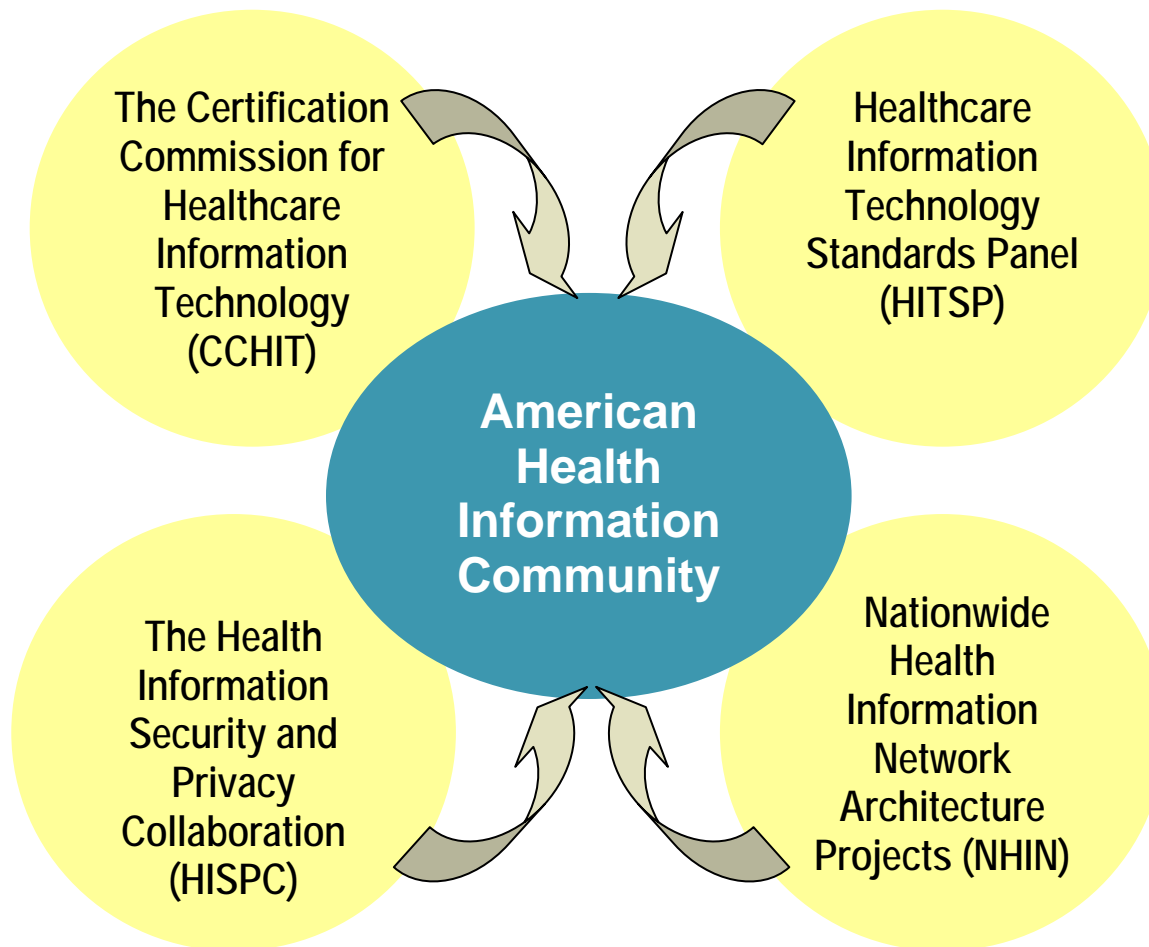 The Certification
Commission for
Healthcare
Information
Technology
(CCHIT)
Healthcare
Information
Technology
Standards Panel
(HITSP)
American
Health
Information
Community
The Health
Information
Security and
Privacy
Collaboration
(HISPC)
Nationwide
Health
Information
Network
Architecture
Projects (NHIN)